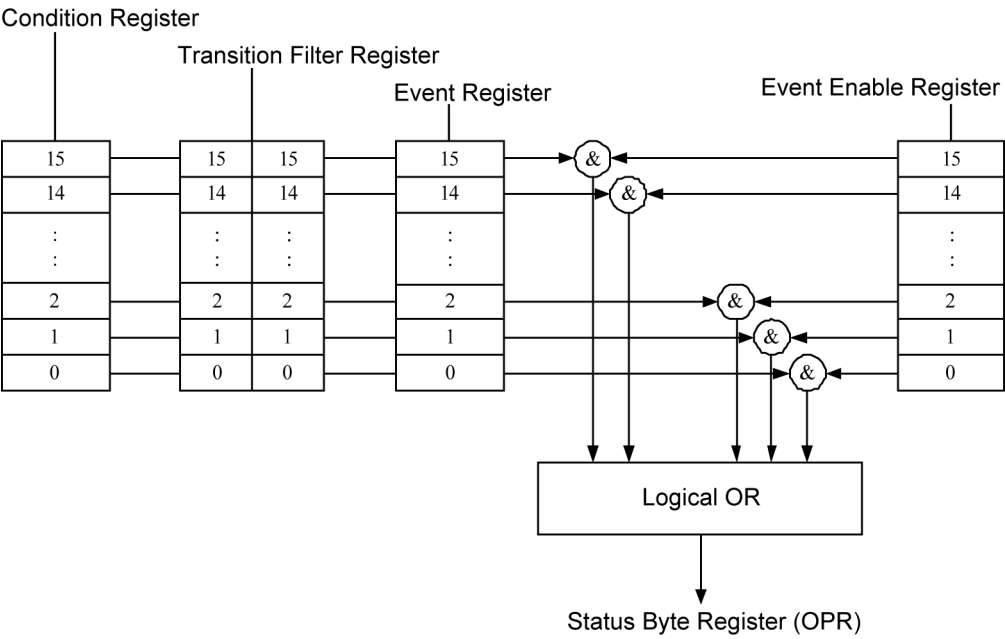 Condition Register
Transition Filter Register
Event Register
Event Enable Register
15 15 15 15 & 15
14 14 14 14 & 14
: : : : :
: : : : :
2 2 2 2 & 2
1 1 1 1 & 1
0 0 0 0 & 0
Logical OR
Status Byte Register (OPR)